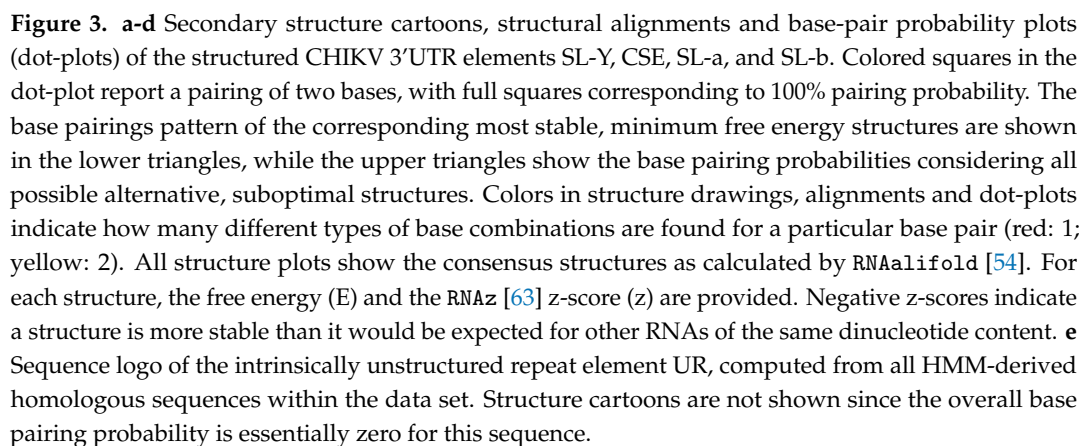 Figure 3. a-d Secondary structure cartoons, structural alignments and base-pair probability plots
(dot-plots) of the structured CHIKV 3’UTR elements SL-Y, CSE, SL-a, and SL-b. Colored squares in the
dot-plot report a pairing of two bases, with full squares corresponding to 100% pairing probability. The
base pairings pattern of the corresponding most stable, minimum free energy structures are shown
in the lower triangles, while the upper triangles show the base pairing probabilities considering all
possible alternative, suboptimal structures. Colors in structure drawings, alignments and dot-plots
indicate how many different types of base combinations are found for a particular base pair (red: 1;
yellow: 2). All structure plots show the consensus structures as calculated by RNAalifold [54]. For
each structure, the free energy (E) and the RNAz [63] z-score (z) are provided. Negative z-scores indicate
a structure is more stable than it would be expected for other RNAs of the same dinucleotide content. e
Sequence logo of the intrinsically unstructured repeat element UR, computed from all HMM-derived
homologous sequences within the data set. Structure cartoons are not shown since the overall base
pairing probability is essentially zero for this sequence.